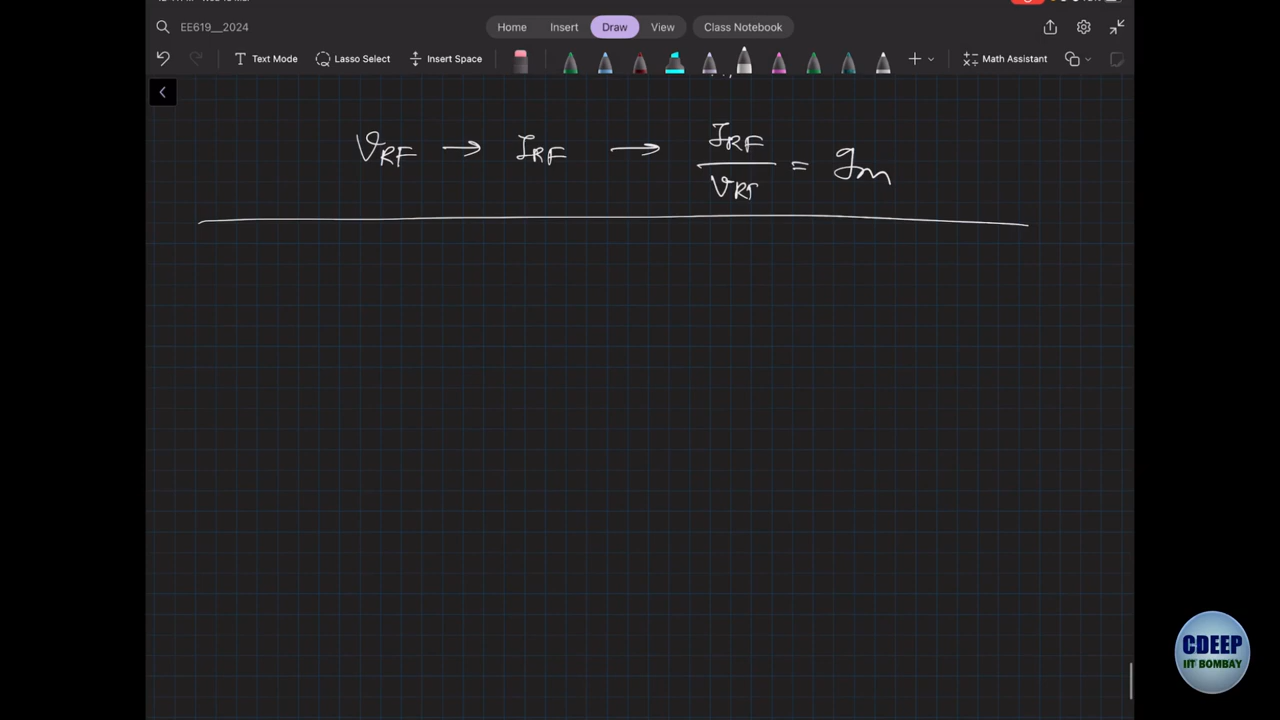 EE619__2024
Home Insert Draw View Class Notebook
Text Mode Lasso Select Insert Space Math Assistant
V_RF → I_RF → I_RF / V_RF = g_m
CDEEP
IIT BOMBAY